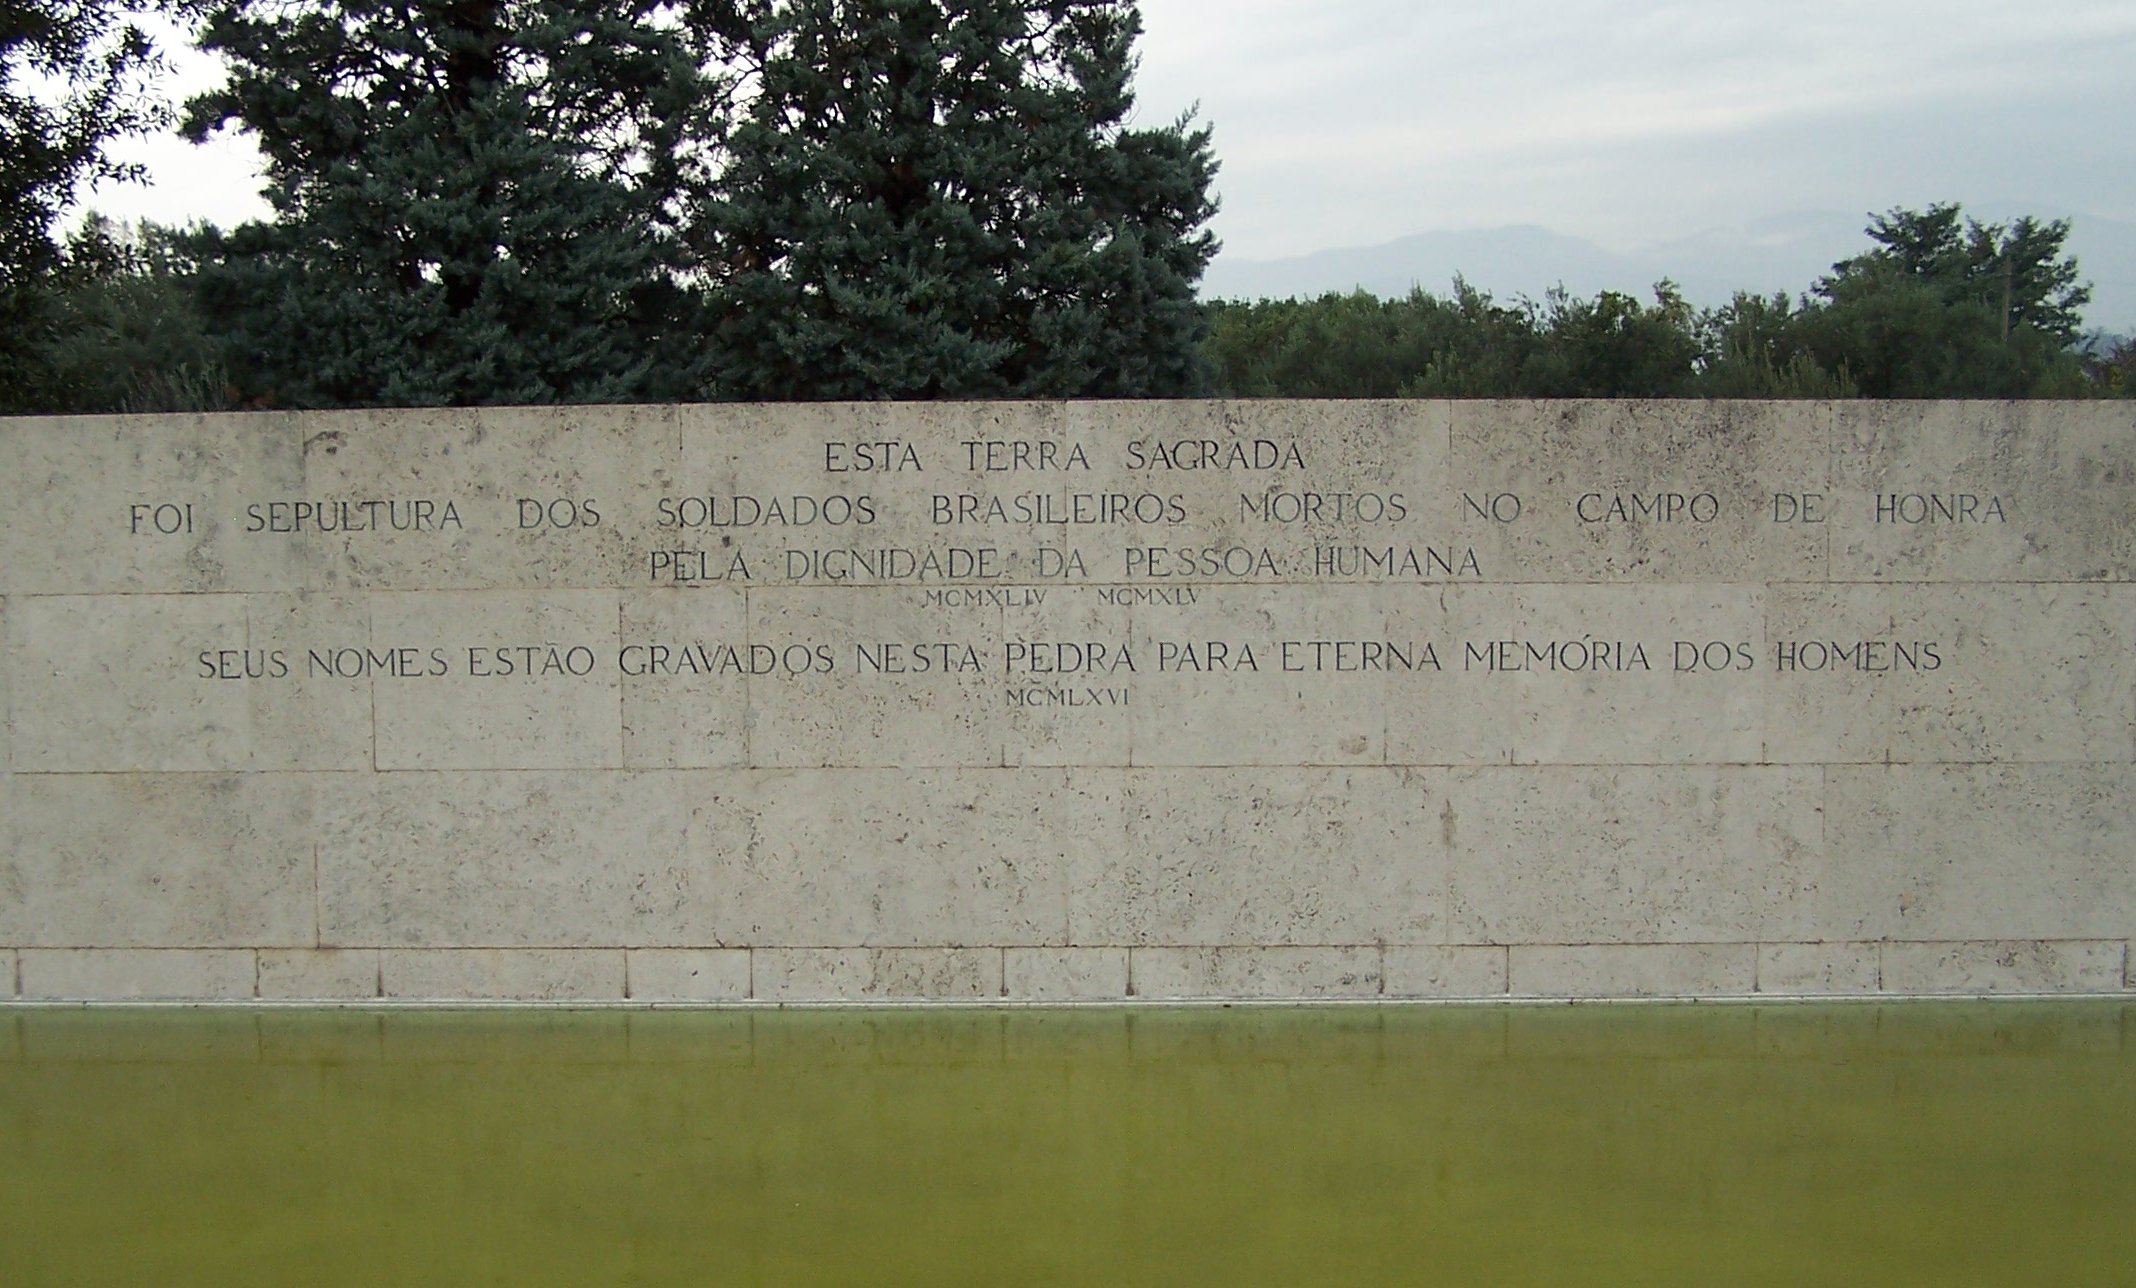 ESTA TERRA SAGRADA
FOI SEPULTURA DOS SOLDADOS BRASILEIROS MORTOS NO CAMPO DE HONRA
PELA DIGNIDADE DA PESSOA HUMANA
MCMXLIV MCMXLV
SEUS NOMES ESTÃO GRAVADOS NESTA PEDRA PARA ETERNA MEMÓRIA DOS HOMENS
MCMLXVI